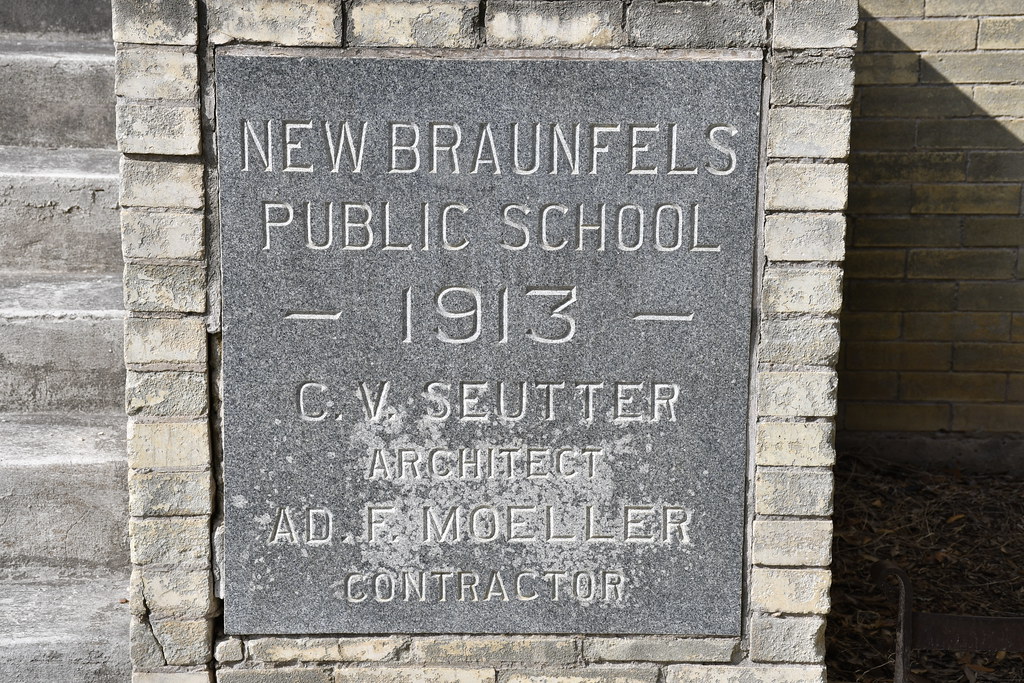 NEW BRAUNFELS
PUBLIC SCHOOL
— 1913 —
C. V. SEUTTER
ARCHITECT
AD. F. MOELLER
CONTRACTOR